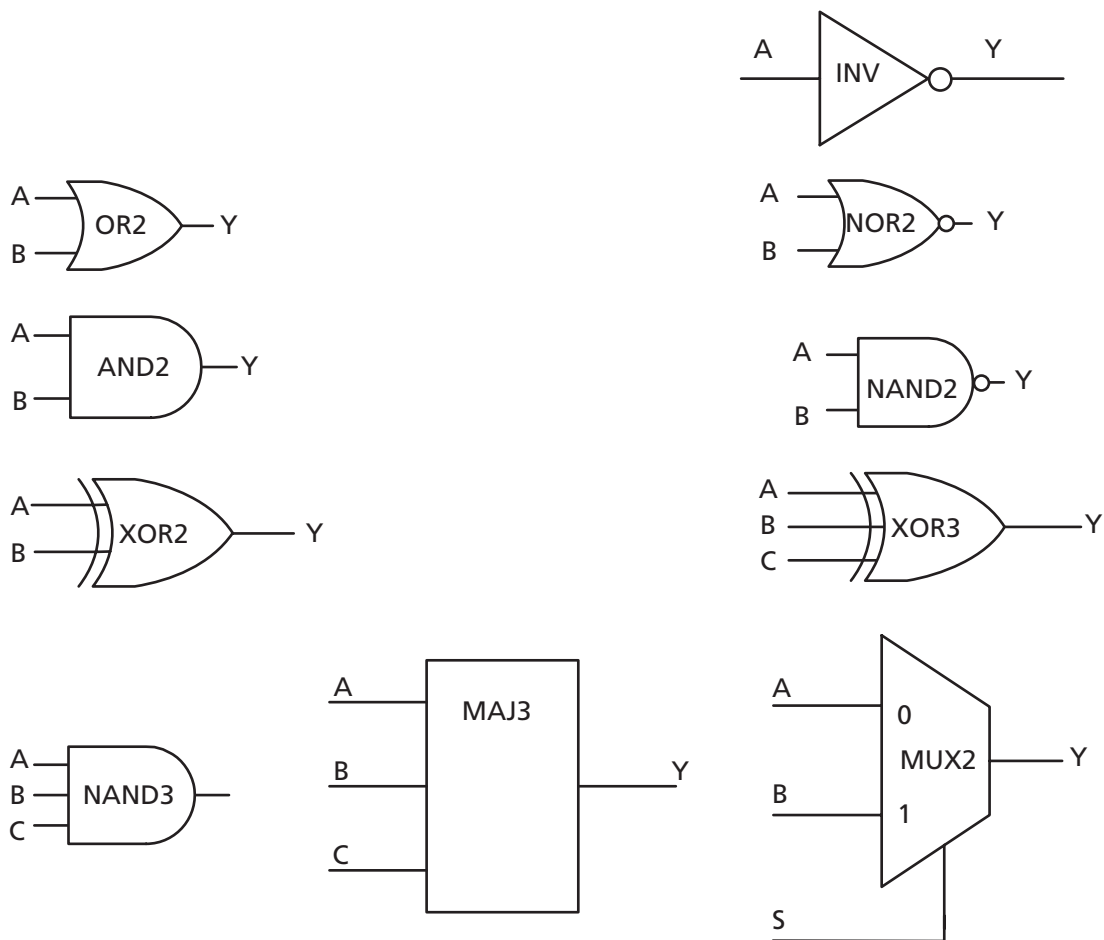 A INV Y
A
OR2 Y
B
A
NOR2 Y
B
A
AND2 Y
B
A
NAND2 Y
B
A
XOR2 Y
B
A
B XOR3 Y
C
A
B NAND3
C
A MAJ3
B Y
C
A 0
MUX2 Y
B 1
S